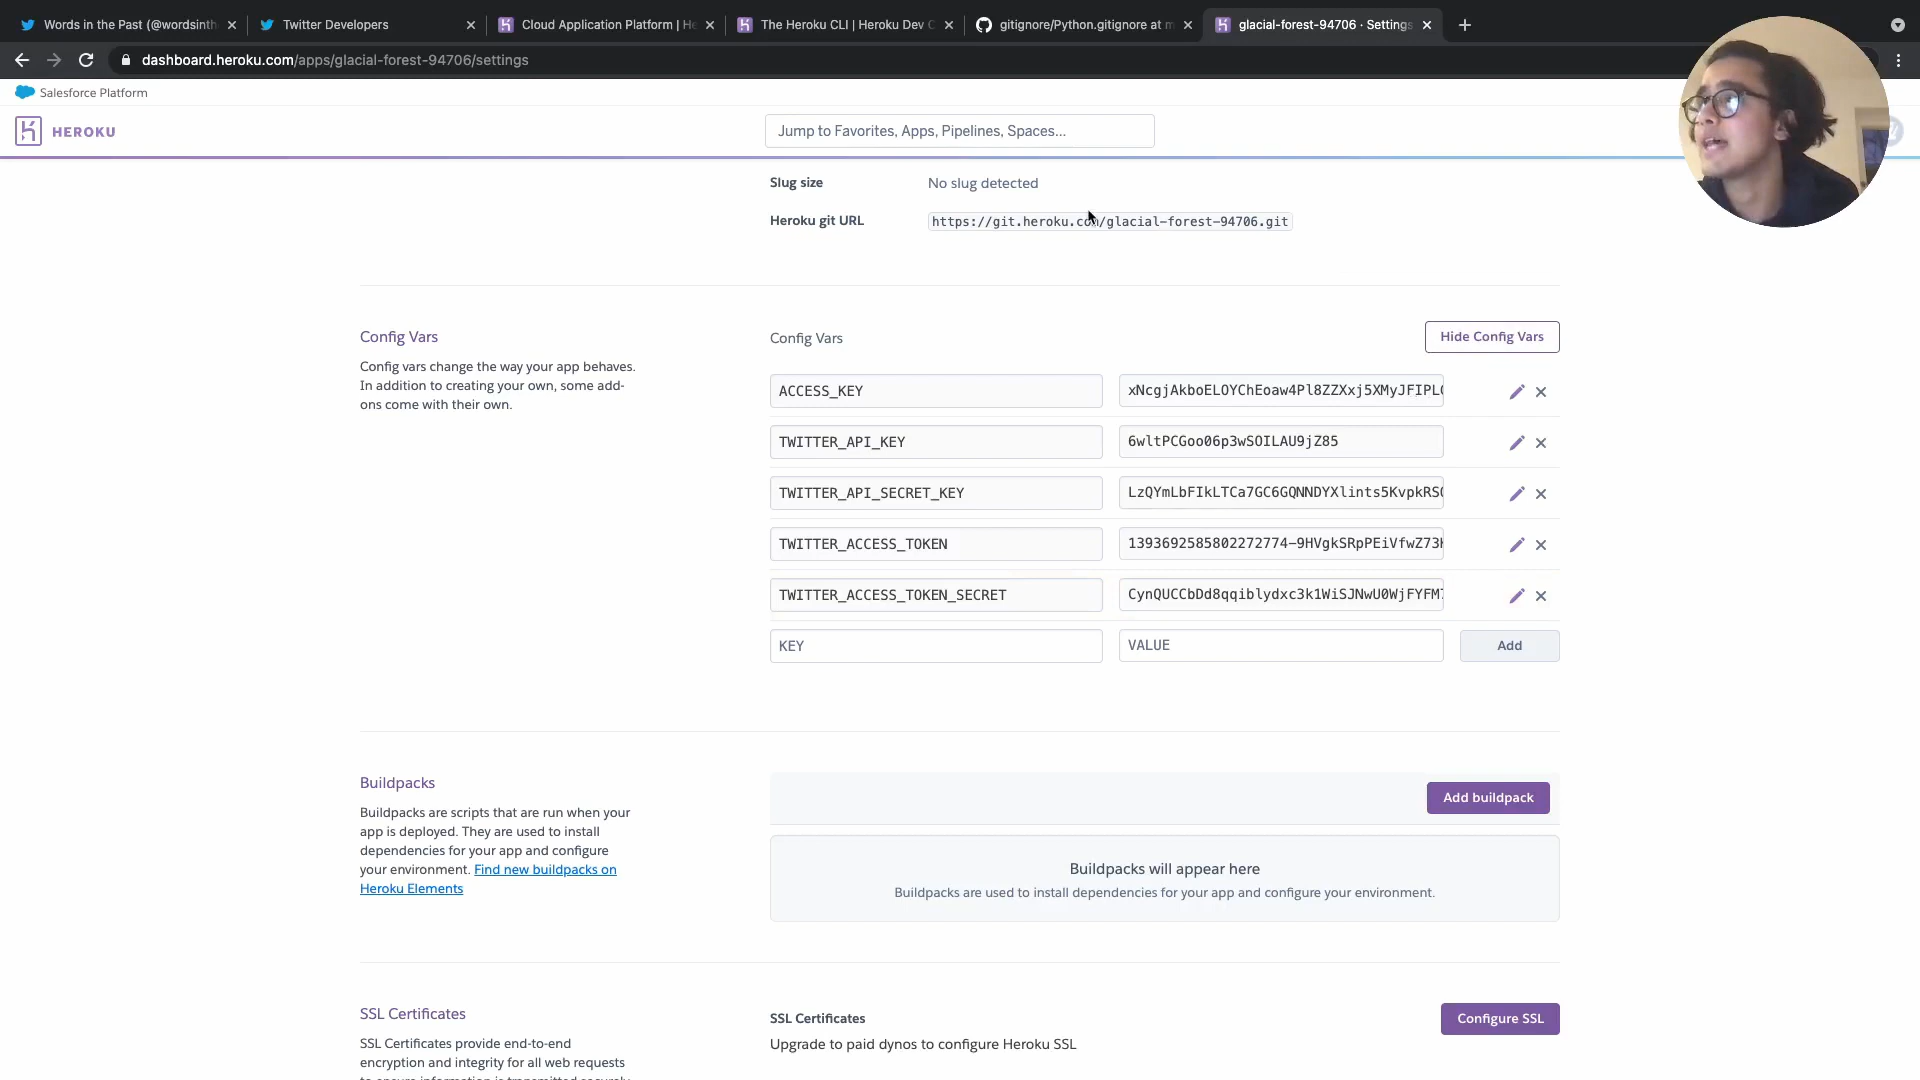 Words in the Past (@wordsinth
Twitter Developers
Cloud Application Platform | He
The Heroku CLI | Heroku Dev C
gitignore/Python.gitignore at m
glacial-forest-94706 · Settings
dashboard.heroku.com/apps/glacial-forest-94706/settings
Salesforce Platform
HEROKU
Jump to Favorites, Apps, Pipelines, Spaces...
Slug size
No slug detected
Heroku git URL
https://git.heroku.com/glacial-forest-94706.git
Config Vars
Config vars change the way your app behaves.
In addition to creating your own, some add-
ons come with their own.
Config Vars
Hide Config Vars
ACCESS_KEY
xNcgjAkboELOYChEoaw4Pl8ZZXxj5XMyJFIPL
TWITTER_API_KEY
6wltPCGoo06p3wSOILAU9jZ85
TWITTER_API_SECRET_KEY
LzQYmLbFIkLTCa7GC6GQNNDYXlints5KvpkRS
TWITTER_ACCESS_TOKEN
1393692585802272774-9HVgkSRpPEiVfwZ73
TWITTER_ACCESS_TOKEN_SECRET
CynQUCCbDd8qqiblydxc3k1WiSJNwU0WjFYFM
KEY
VALUE
Add
Buildpacks
Buildpacks are scripts that are run when your
app is deployed. They are used to install
dependencies for your app and configure
your environment. Find new buildpacks on
Heroku Elements
Add buildpack
Buildpacks will appear here
Buildpacks are used to install dependencies for your app and configure your environment.
SSL Certificates
SSL Certificates provide end-to-end
encryption and integrity for all web requests
SSL Certificates
Upgrade to paid dynos to configure Heroku SSL
Configure SSL